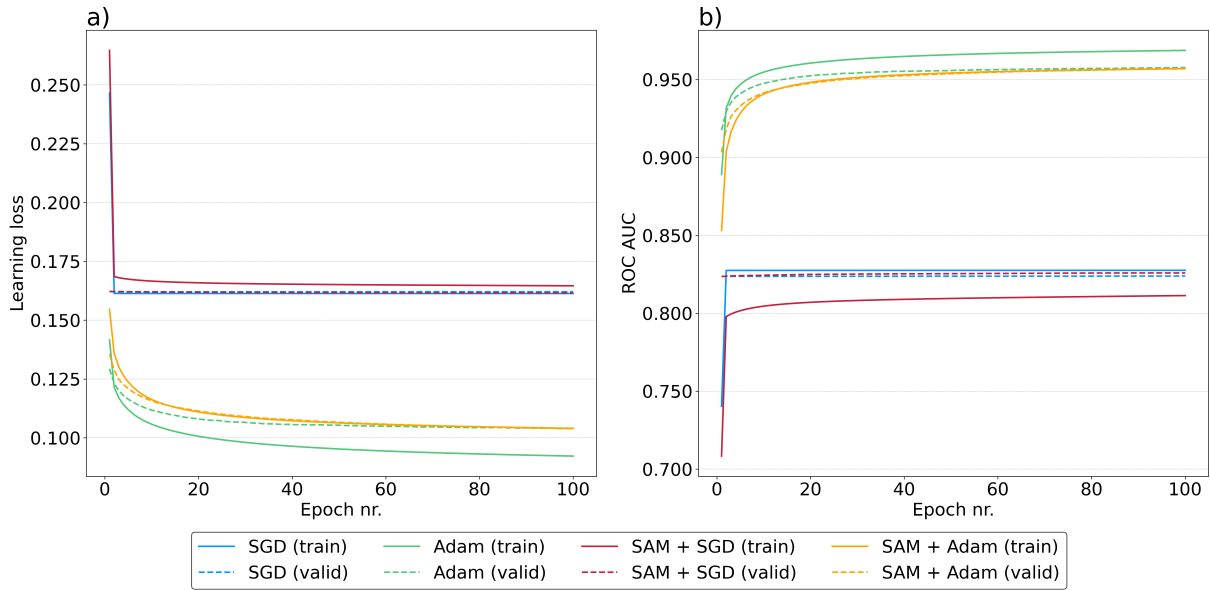 a)
0.250
0.225
0.200
0.175
0.150
0.125
0.100
Learning loss
0 20 40 60 80 100
Epoch nr.
b)
0.950
0.900
0.850
0.800
0.750
0.700
ROC AUC
0 20 40 60 80 100
Epoch nr.
SGD (train) Adam (train) SAM + SGD (train) SAM + Adam (train)
SGD (valid) Adam (valid) SAM + SGD (valid) SAM + Adam (valid)